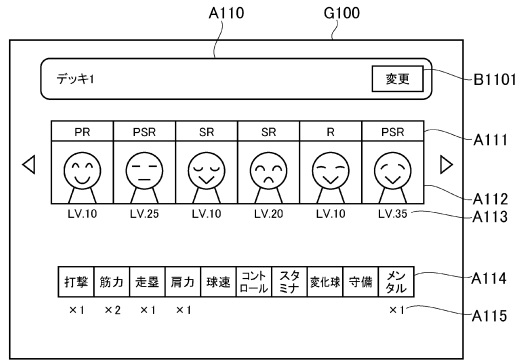 A110
G100
デッキ1
変更
B1101
PR PSR SR SR R PSR
A111
A112
LV.10 LV.25 LV.10 LV.20 LV.10 LV.35
A113
打撃 筋力 走塁 肩力 球速 コントロール スタミナ 変化球 守備 メンタル
A114
×1 ×2 ×1 ×1 ×1
A115